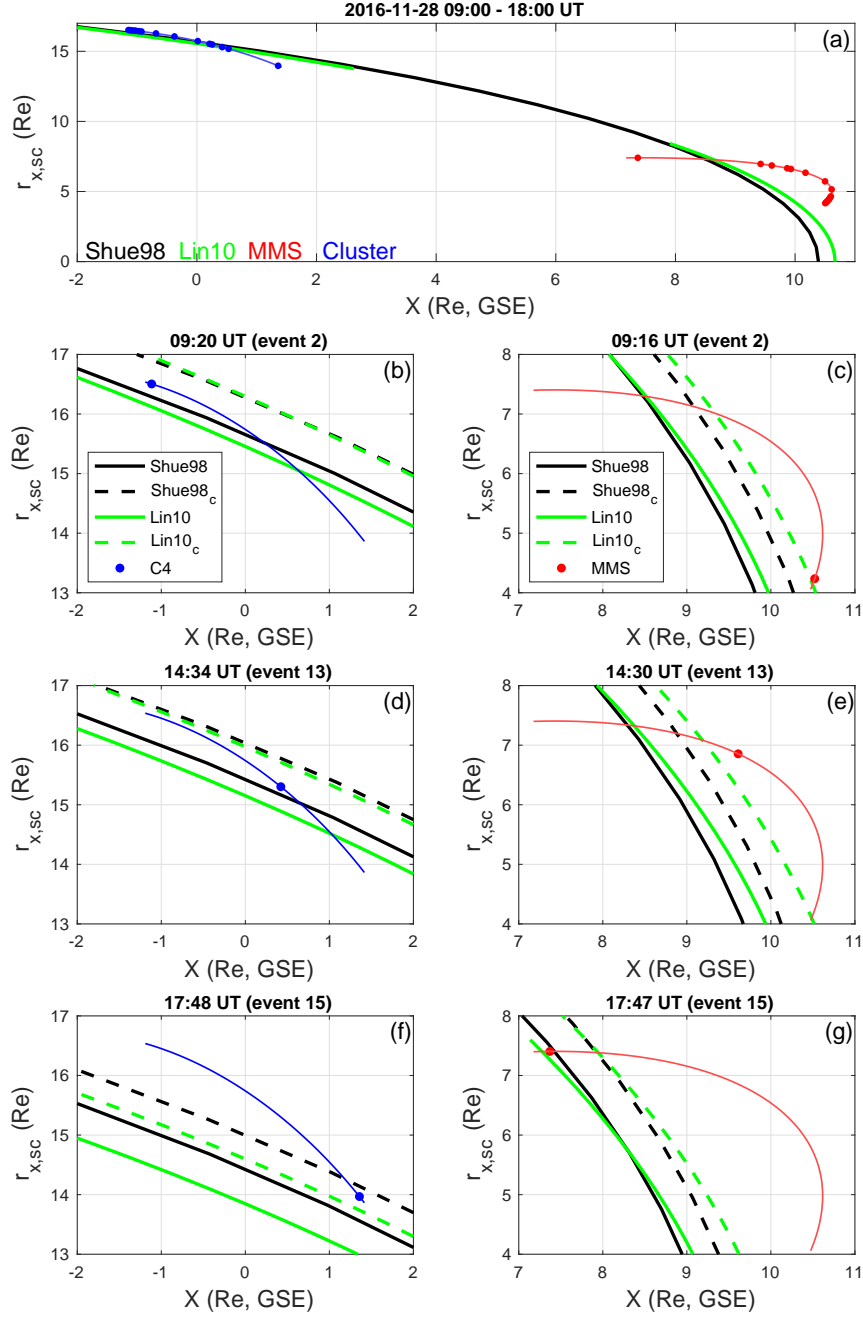 2016-11-28 09:00 - 18:00 UT
(a)
r_{x,sc} (Re)
15
10
5
0
Shue98 Lin10 MMS Cluster
-2 0 2 4 6 8 10
X (Re, GSE)
09:20 UT (event 2)
(b)
r_{x,sc} (Re)
17
16
15
14
13
Shue98
Shue98_c
Lin10
Lin10_c
C4
-2 -1 0 1 2
X (Re, GSE)
09:16 UT (event 2)
(c)
r_{x,sc} (Re)
8
7
6
5
4
Shue98
Shue98_c
Lin10
Lin10_c
MMS
7 8 9 10 11
X (Re, GSE)
14:34 UT (event 13)
(d)
r_{x,sc} (Re)
17
16
15
14
13
-2 -1 0 1 2
X (Re, GSE)
14:30 UT (event 13)
(e)
r_{x,sc} (Re)
8
7
6
5
4
7 8 9 10 11
X (Re, GSE)
17:48 UT (event 15)
(f)
r_{x,sc} (Re)
17
16
15
14
13
-2 -1 0 1 2
X (Re, GSE)
17:47 UT (event 15)
(g)
r_{x,sc} (Re)
8
7
6
5
4
7 8 9 10 11
X (Re, GSE)